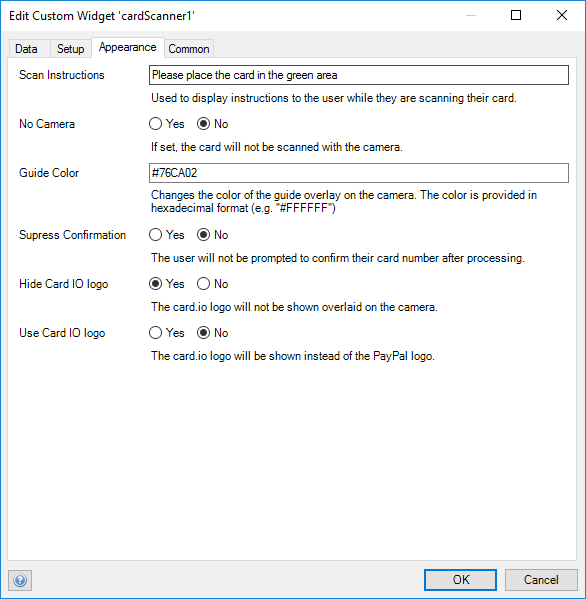 Edit Custom Widget 'cardScanner1'
Data Setup Appearance Common
Scan Instructions Please place the card in the green area
Used to display instructions to the user while they are scanning their card.
No Camera Yes No
If set, the card will not be scanned with the camera.
Guide Color #76CA02
Changes the color of the guide overlay on the camera. The color is provided in
hexadecimal format (e.g. "#FFFFFF")
Supress Confirmation Yes No
The user will not be prompted to confirm their card number after processing.
Hide Card IO logo Yes No
The card.io logo will not be shown overlaid on the camera.
Use Card IO logo Yes No
The card.io logo will be shown instead of the PayPal logo.
? OK Cancel